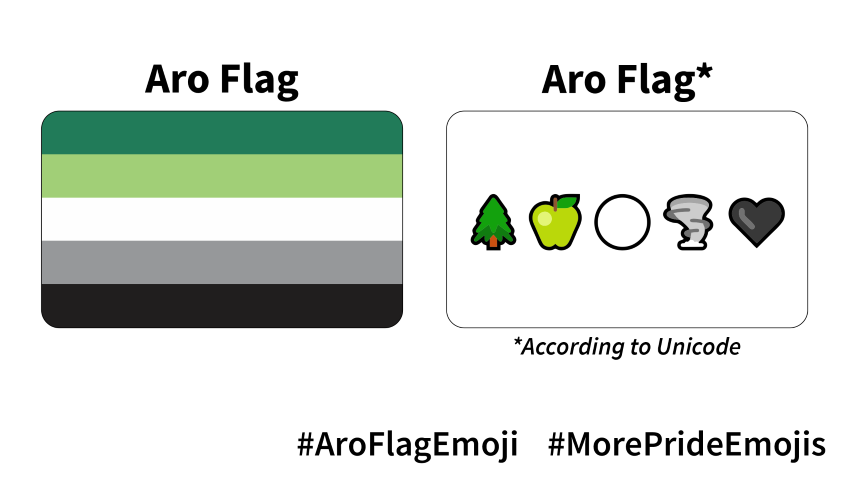 Aro Flag
Aro Flag*
*According to Unicode
#AroFlagEmoji #MorePrideEmojis